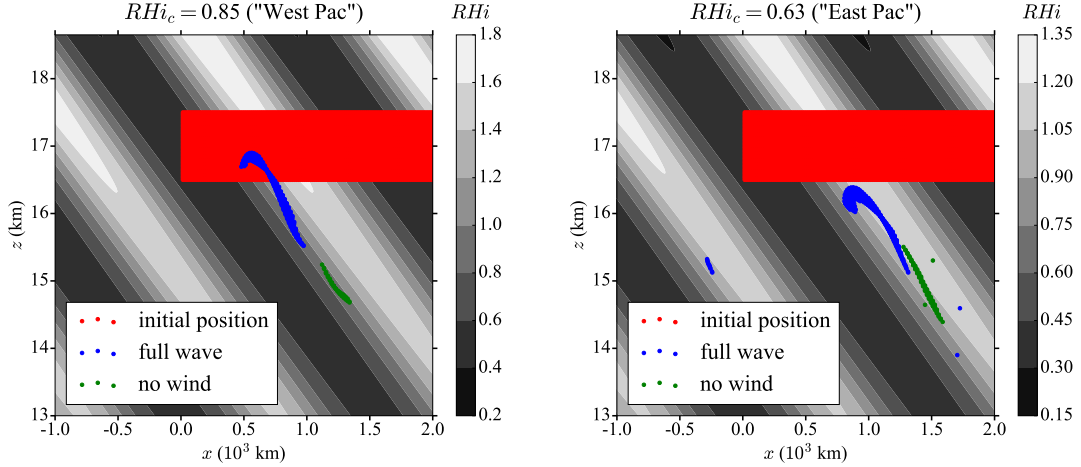 RHi_c = 0.85 ("West Pac")
RHi
18
17
16
15
14
13
z (km)
initial position
full wave
no wind
-1.0 -0.5 0.0 0.5 1.0 1.5 2.0
x (10^3 km)
1.8
1.6
1.4
1.2
1.0
0.8
0.6
0.4
0.2
RHi_c = 0.63 ("East Pac")
RHi
18
17
16
15
14
13
z (km)
initial position
full wave
no wind
-1.0 -0.5 0.0 0.5 1.0 1.5 2.0
x (10^3 km)
1.35
1.20
1.05
0.90
0.75
0.60
0.45
0.30
0.15